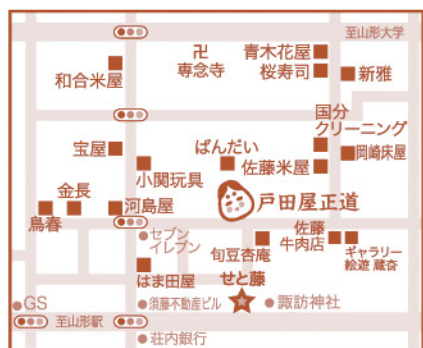 至山形大学
卍
専念寺
青木花屋
桜寿司
新雅
和合米屋
国分
クリーニング
宝屋
ばんだい
岡崎床屋
小関玩具
佐藤米屋
金長
戸田屋正道
河島屋
鳥春
セブン
イレブン
佐藤
牛肉店
旬豆杏庵
ギャラリー
絵遊 蔵杏
はま田屋
せと藤
GS
須藤不動産ビル
諏訪神社
至山形駅
荘内銀行